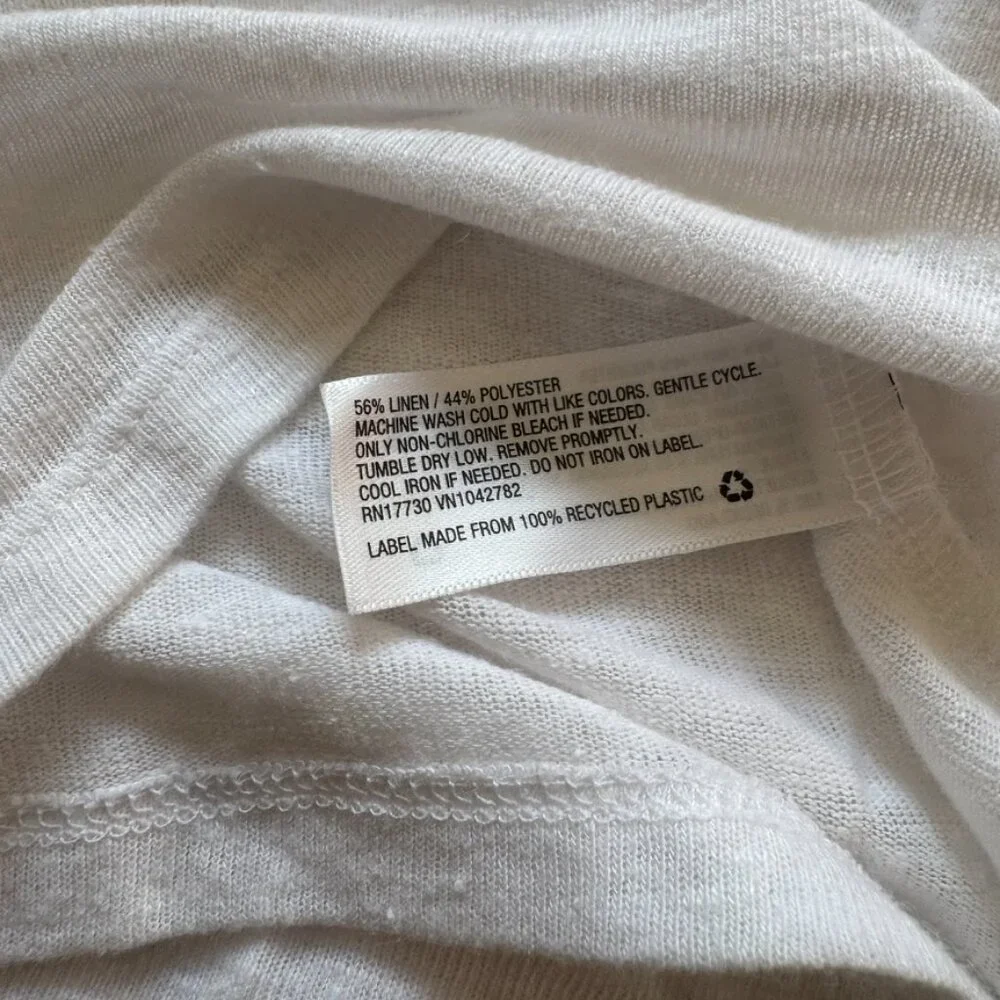 56% LINEN / 44% POLYESTER
MACHINE WASH COLD WITH LIKE COLORS. GENTLE CYCLE.
ONLY NON-CHLORINE BLEACH IF NEEDED.
TUMBLE DRY LOW. REMOVE PROMPTLY.
COOL IRON IF NEEDED. DO NOT IRON ON LABEL.
RN17730 VN1042782
LABEL MADE FROM 100% RECYCLED PLASTIC